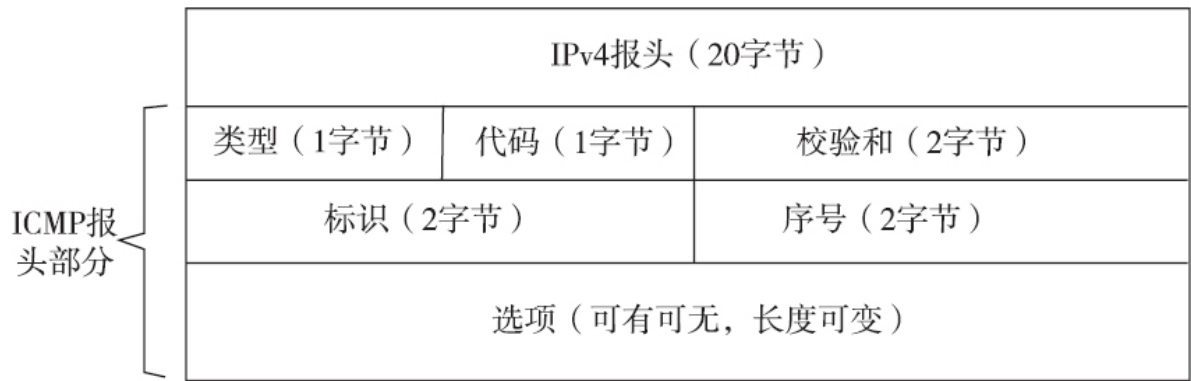 IPv4报头（20字节）
类型（1字节）
代码（1字节）
校验和（2字节）
标识（2字节）
序号（2字节）
ICMP报
头部分
选项（可有可无，长度可变）